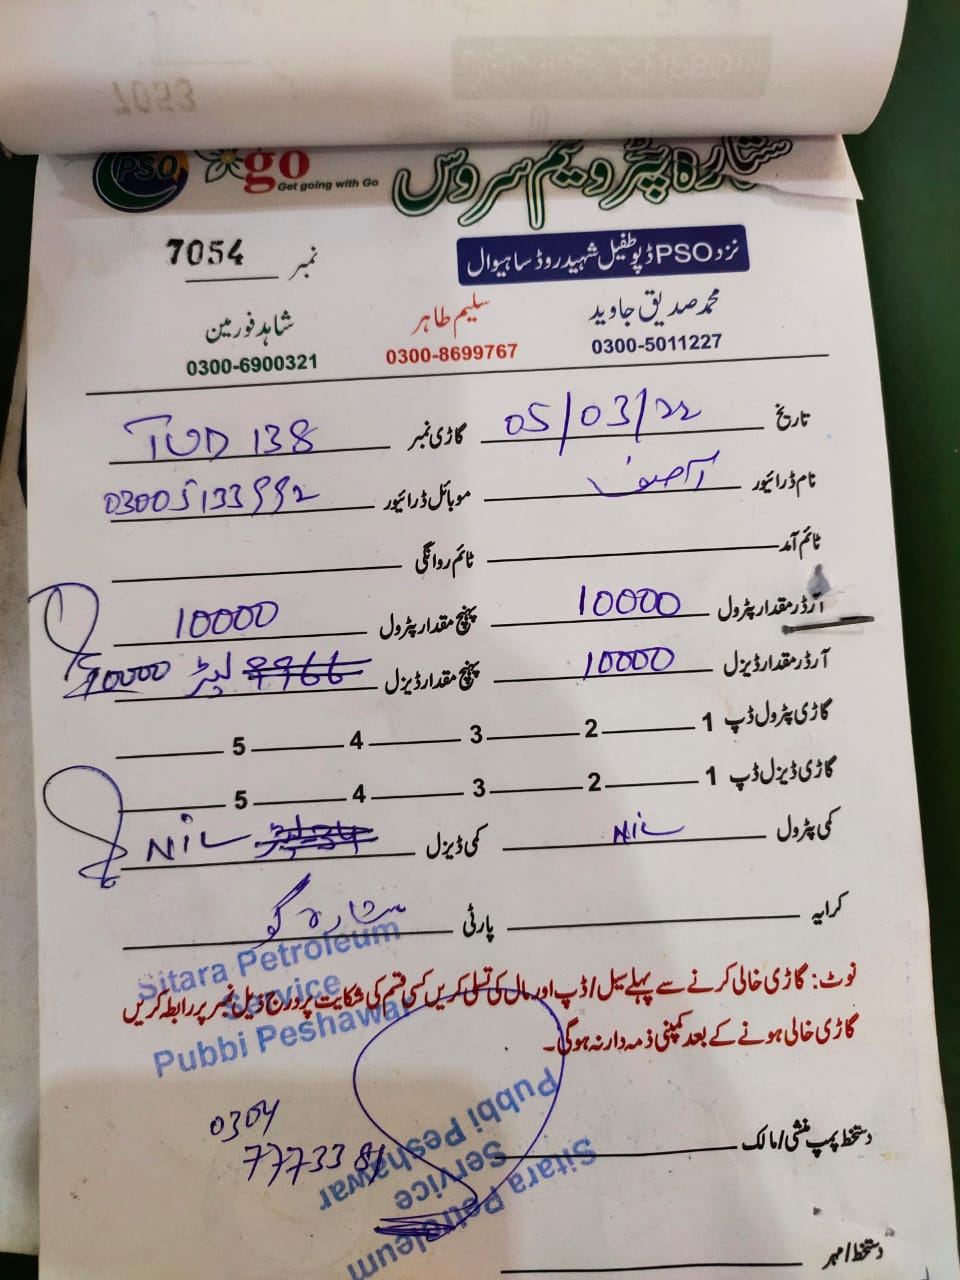 7053
PSO go
Get going with Go
ستارہ پٹرولیم سروس
نزد PSO ڈپو طفیل شہید روڈ ساہیوال
نمبر 7054
محمد صدیق جاوید سلیم طاہر شاہد فورمین
0300-5011227 0300-8699767 0300-6900321
تاریخ 05/03/22 گاڑی نمبر TUD 138
نام ڈرائیور آصف موبائل ڈرائیور 03005133992
ٹائم آمد ٹائم روانگی
آرڈر مقدار پٹرول 10000 پہنچ مقدار پٹرول 10000
آرڈر مقدار ڈیزل 10000 پہنچ مقدار ڈیزل 9966 لیٹر 10000
گاڑی پٹرول ڈپ 1 2 3 4 5
گاڑی ڈیزل ڈپ 1 2 3 4 5
کمی پٹرول NIL کمی ڈیزل NIL
کرایہ پارٹی ستارہ گو
Sitara Petroleum
Service
Pubbi Peshawar
نوٹ: گاڑی خالی کرنے سے پہلے سیل/ڈپ اور مال کی تسلی کریں کسی قسم کی شکایت پر درج ذیل نمبر پر رابطہ کریں
گاڑی خالی ہونے کے بعد کمپنی ذمہ دار نہ ہوگی۔
0304
7773381
دستخط پمپ منشی/مالک
Sitara Petroleum
Service
Pubbi Peshawar
دستخط/مہر